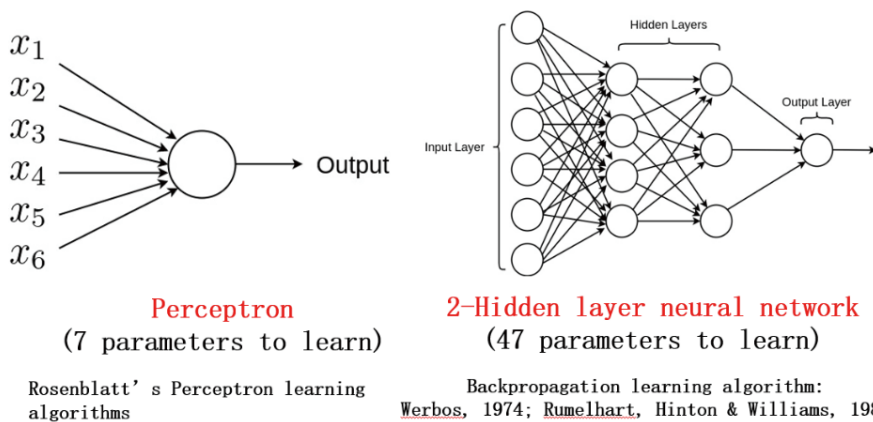 x1
x2
x3
x4
x5
x6
Output
Perceptron
(7 parameters to learn)
Rosenblatt's Perceptron learning
algorithms
Hidden Layers
Output Layer
Input Layer
2-Hidden layer neural network
(47 parameters to learn)
Backpropagation learning algorithm:
Werbos, 1974; Rumelhart, Hinton & Williams,